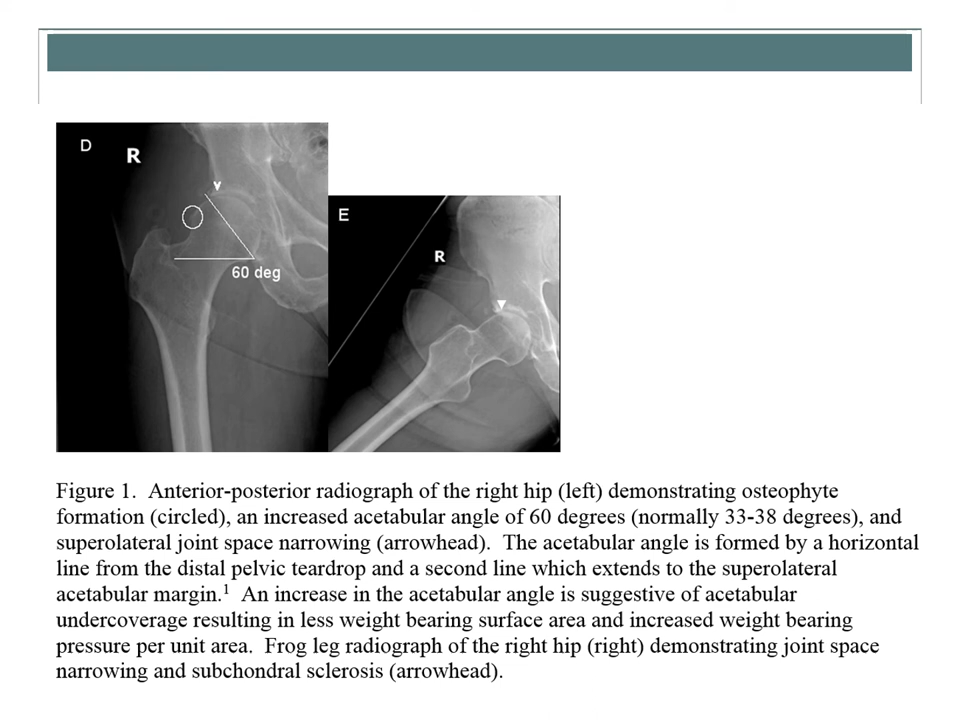 D
R
v
60 deg
E
R
Figure 1.  Anterior-posterior radiograph of the right hip (left) demonstrating osteophyte
formation (circled), an increased acetabular angle of 60 degrees (normally 33-38 degrees), and
superolateral joint space narrowing (arrowhead).  The acetabular angle is formed by a horizontal
line from the distal pelvic teardrop and a second line which extends to the superolateral
acetabular margin.¹  An increase in the acetabular angle is suggestive of acetabular
undercoverage resulting in less weight bearing surface area and increased weight bearing
pressure per unit area.  Frog leg radiograph of the right hip (right) demonstrating joint space
narrowing and subchondral sclerosis (arrowhead).